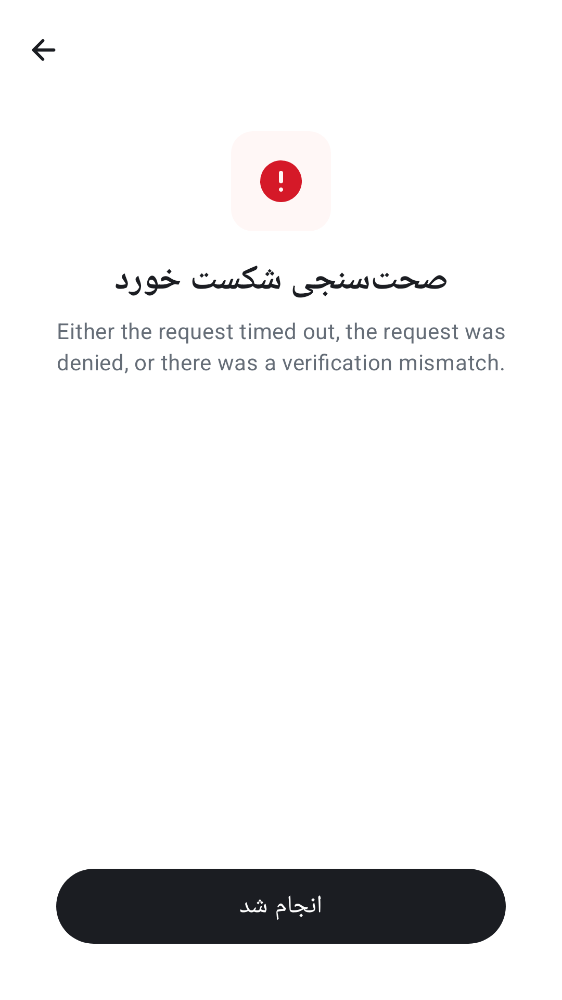 صحت‌سنجی شکست خورد
Either the request timed out, the request was
denied, or there was a verification mismatch.
انجام شد